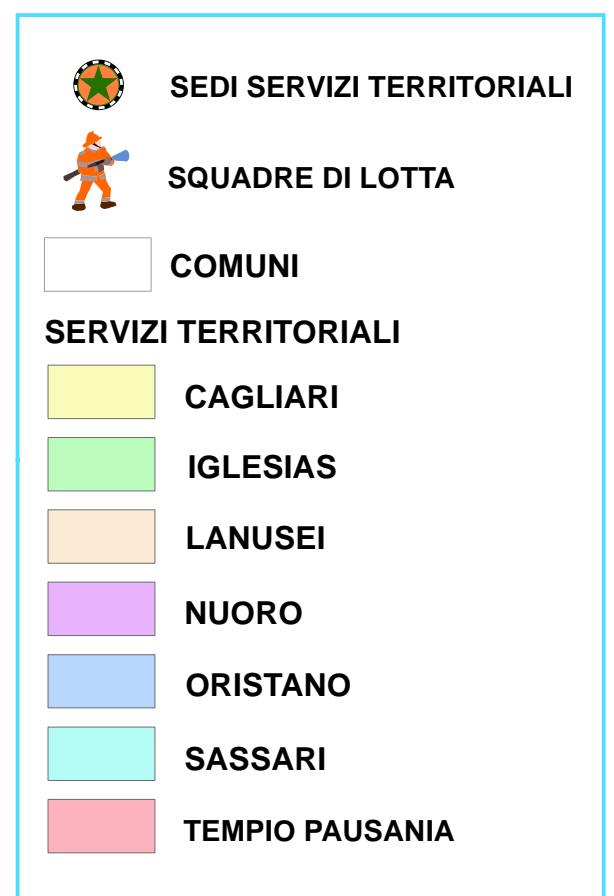 SEDI SERVIZI TERRITORIALI
SQUADRE DI LOTTA
COMUNI
SERVIZI TERRITORIALI
CAGLIARI
IGLESIAS
LANUSEI
NUORO
ORISTANO
SASSARI
TEMPIO PAUSANIA